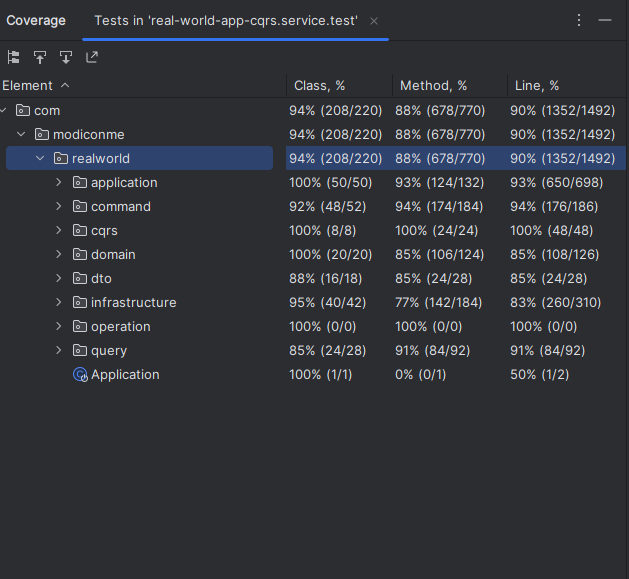 Coverage Tests in 'real-world-app-cqrs.service.test'
Element Class, % Method, % Line, %
com 94% (208/220) 88% (678/770) 90% (1352/1492)
modiconme 94% (208/220) 88% (678/770) 90% (1352/1492)
realworld 94% (208/220) 88% (678/770) 90% (1352/1492)
application 100% (50/50) 93% (124/132) 93% (650/698)
command 92% (48/52) 94% (174/184) 94% (176/186)
cqrs 100% (8/8) 100% (24/24) 100% (48/48)
domain 100% (20/20) 85% (106/124) 85% (108/126)
dto 88% (16/18) 85% (24/28) 85% (24/28)
infrastructure 95% (40/42) 77% (142/184) 83% (260/310)
operation 100% (0/0) 100% (0/0) 100% (0/0)
query 85% (24/28) 91% (84/92) 91% (84/92)
Application 100% (1/1) 0% (0/1) 50% (1/2)